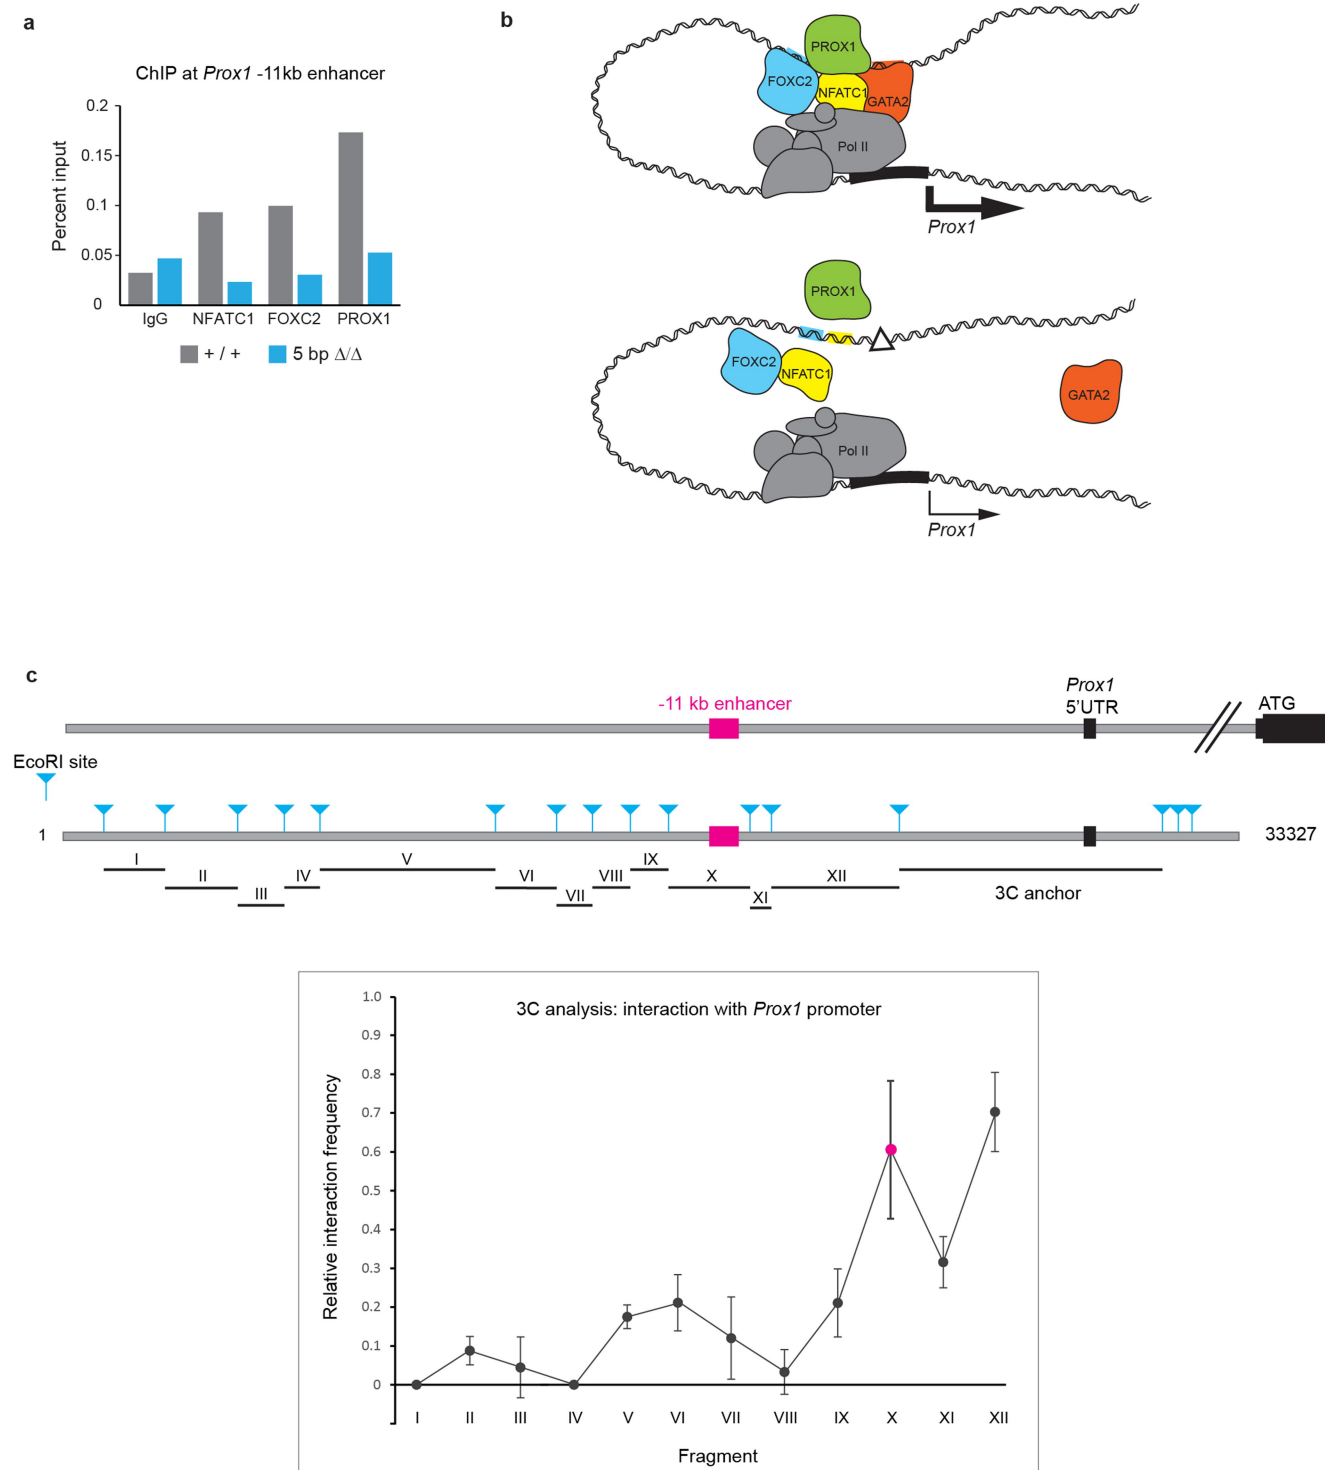 a
ChIP at Prox1 -11kb enhancer
Percent input
0.2
0.15
0.1
0.05
0
IgG NFATC1 FOXC2 PROX1
+ / + 5 bp Δ/Δ
b
PROX1
FOXC2
NFATC1
GATA2
Pol II
Prox1
PROX1
FOXC2
NFATC1
GATA2
Pol II
Prox1
c
-11 kb enhancer
Prox1
5'UTR
ATG
EcoRI site
1
33327
I
II
III
IV
V
VI
VII
VIII
IX
X
XI
XII
3C anchor
3C analysis: interaction with Prox1 promoter
Relative interaction frequency
1.0
0.9
0.8
0.7
0.6
0.5
0.4
0.3
0.2
0.1
0
I II III IV V VI VII VIII IX X XI XII
Fragment